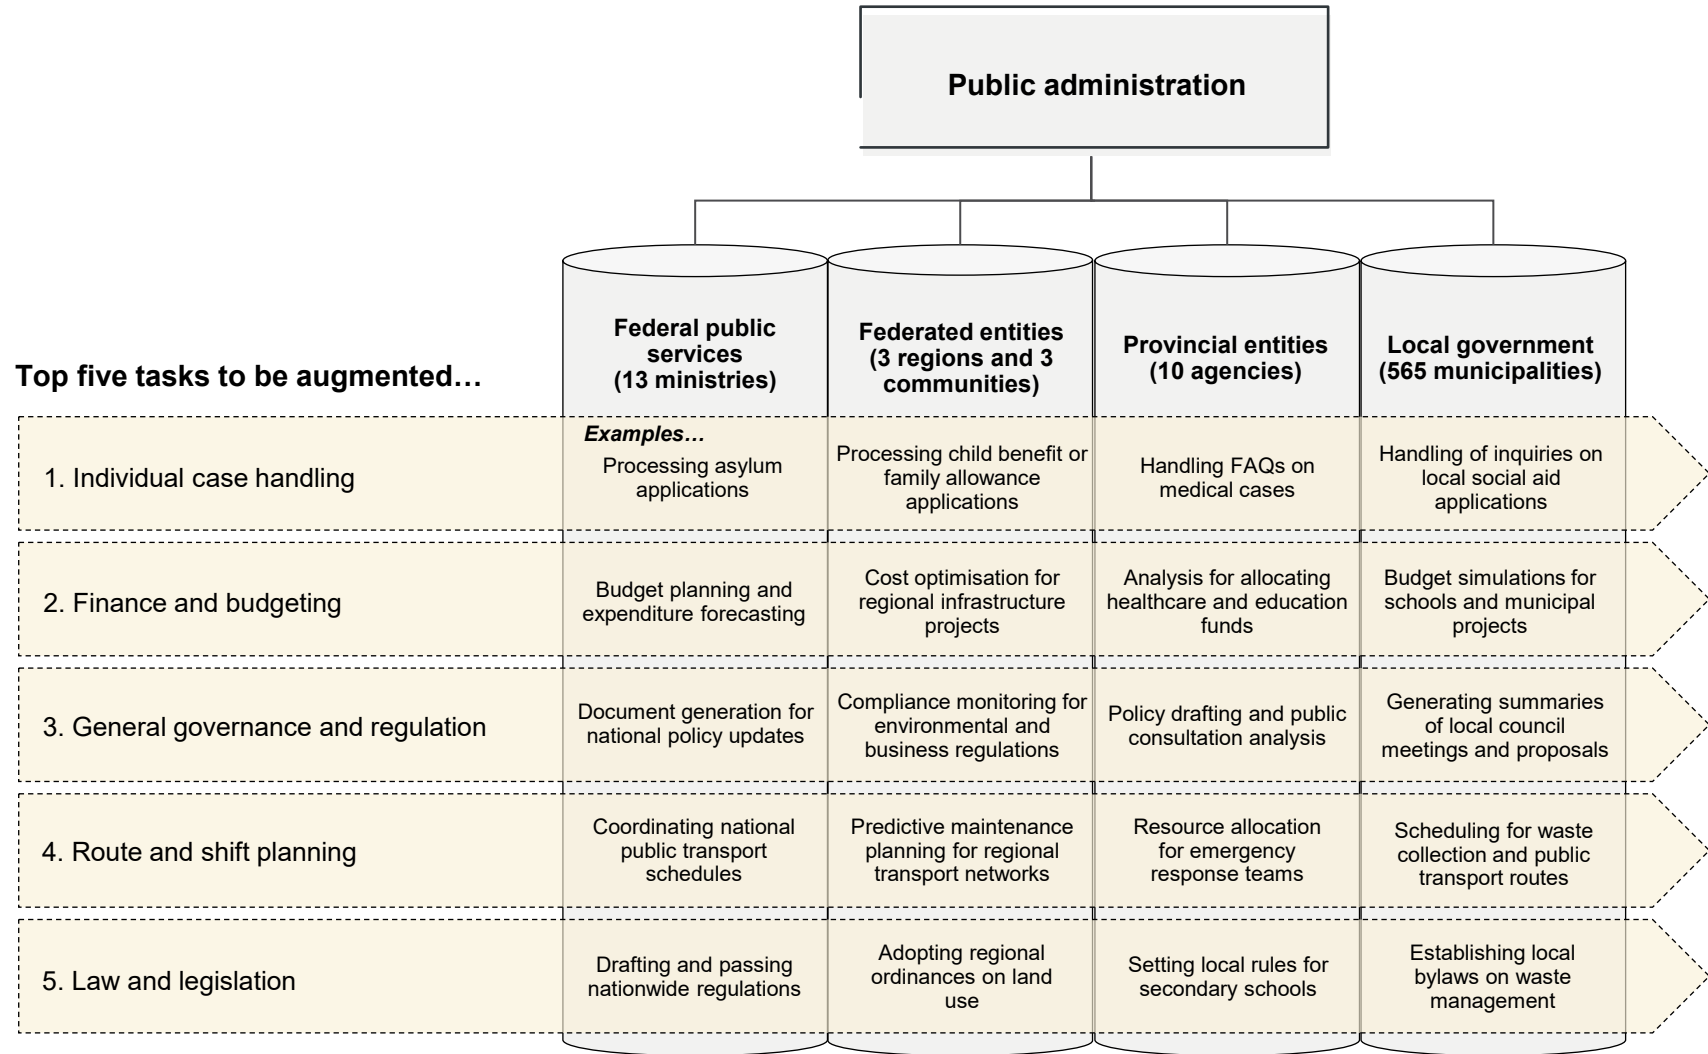 Public administration
Federal public
services
(13 ministries)
Federated entities
(3 regions and 3
communities)
Provincial entities
(10 agencies)
Local government
(565 municipalities)
Top five tasks to be augmented…
Examples…
1. Individual case handling
Processing asylum
applications
Processing child benefit or
family allowance
applications
Handling FAQs on
medical cases
Handling of inquiries on
local social aid
applications
2. Finance and budgeting
Budget planning and
expenditure forecasting
Cost optimisation for
regional infrastructure
projects
Analysis for allocating
healthcare and education
funds
Budget simulations for
schools and municipal
projects
3. General governance and regulation
Document generation for
national policy updates
Compliance monitoring for
environmental and
business regulations
Policy drafting and public
consultation analysis
Generating summaries
of local council
meetings and proposals
4. Route and shift planning
Coordinating national
public transport
schedules
Predictive maintenance
planning for regional
transport networks
Resource allocation
for emergency
response teams
Scheduling for waste
collection and public
transport routes
5. Law and legislation
Drafting and passing
nationwide regulations
Adopting regional
ordinances on land
use
Setting local rules for
secondary schools
Establishing local
bylaws on waste
management